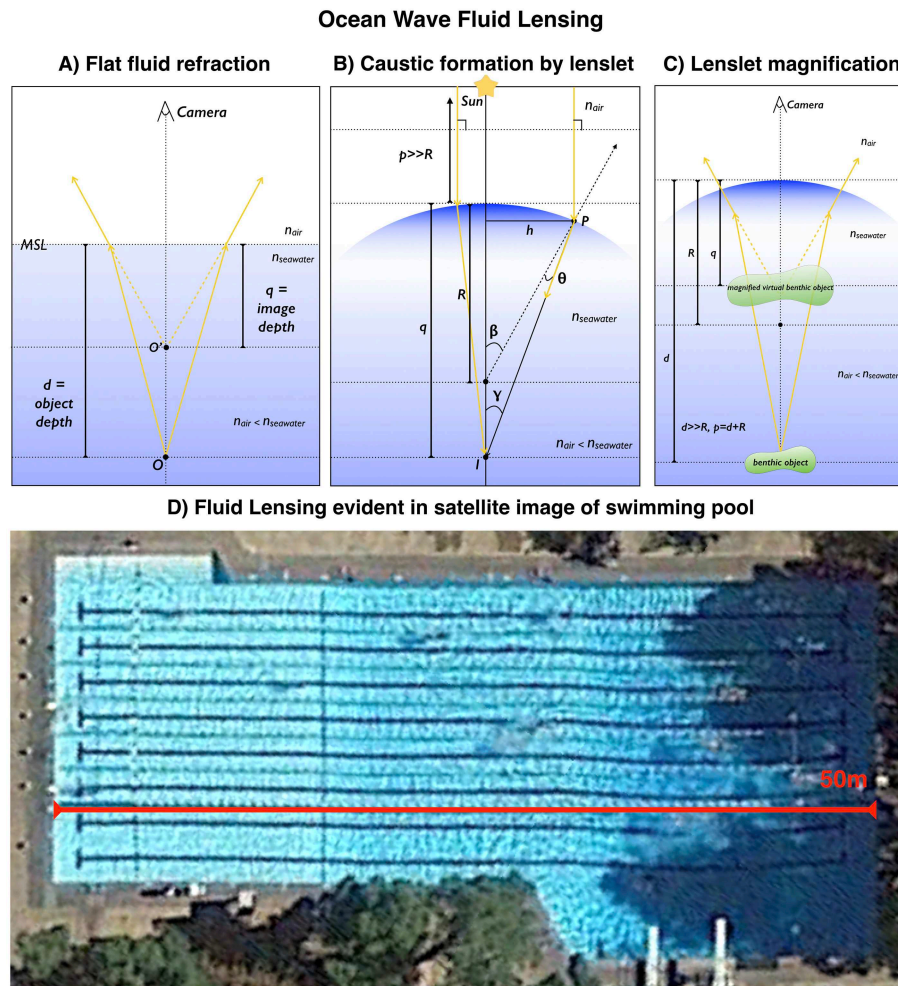 Ocean Wave Fluid Lensing
A) Flat fluid refraction
Camera
MSL
n_air
n_seawater
q =
image
depth
O'
d =
object
depth
n_air < n_seawater
O
B) Caustic formation by lenslet
Sun
n_air
p>>R
P
h
θ
R
q
n_seawater
β
γ
n_air < n_seawater
I
C) Lenslet magnification
Camera
n_air
n_seawater
R
q
magnified virtual benthic object
d
n_air < n_seawater
d>>R, p=d+R
benthic object
D) Fluid Lensing evident in satellite image of swimming pool
50m